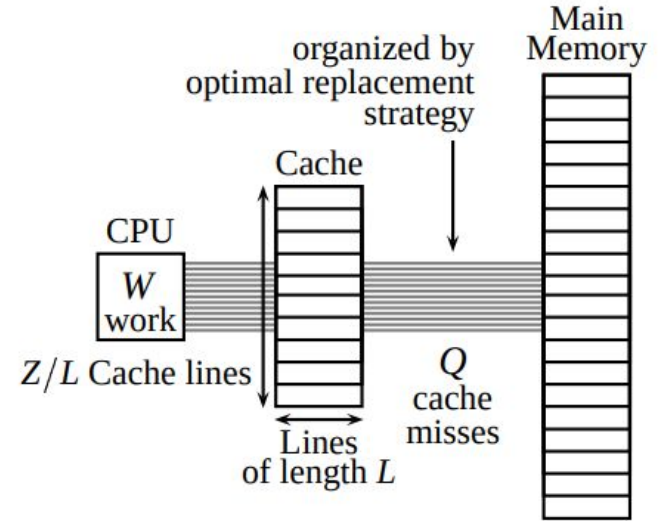 Main
Memory
organized by
optimal replacement
strategy
Cache
CPU
W
work
Z/L Cache lines
Q
cache
misses
Lines
of length L